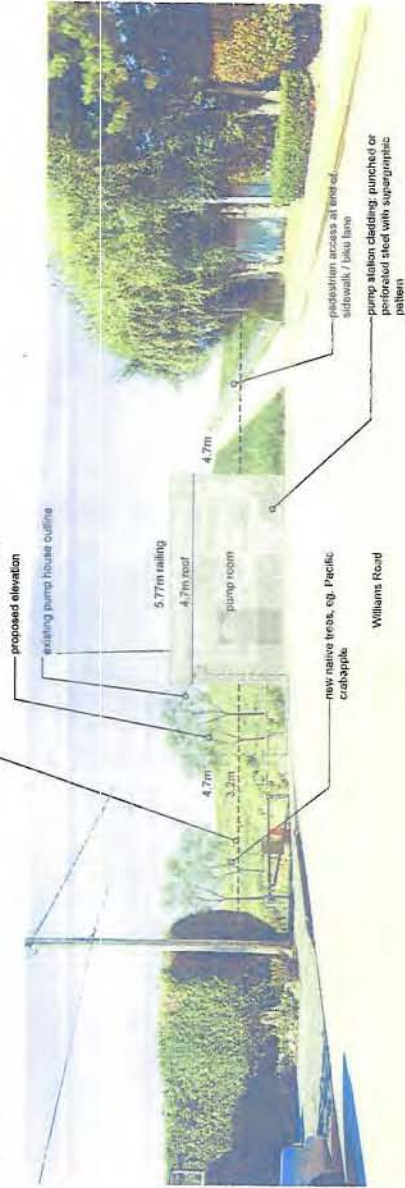 proposed elevation
existing pump house outline
5.77m railing
4.7m roof
4.7m
4.7m
3.2m
pump room
pedestrian access at end of
sidewalk / bike lane
pump station cladding: punched or
perforated steel with supergraphic
pattern
new native trees, eg. Pacific
crabapple
Williams Road